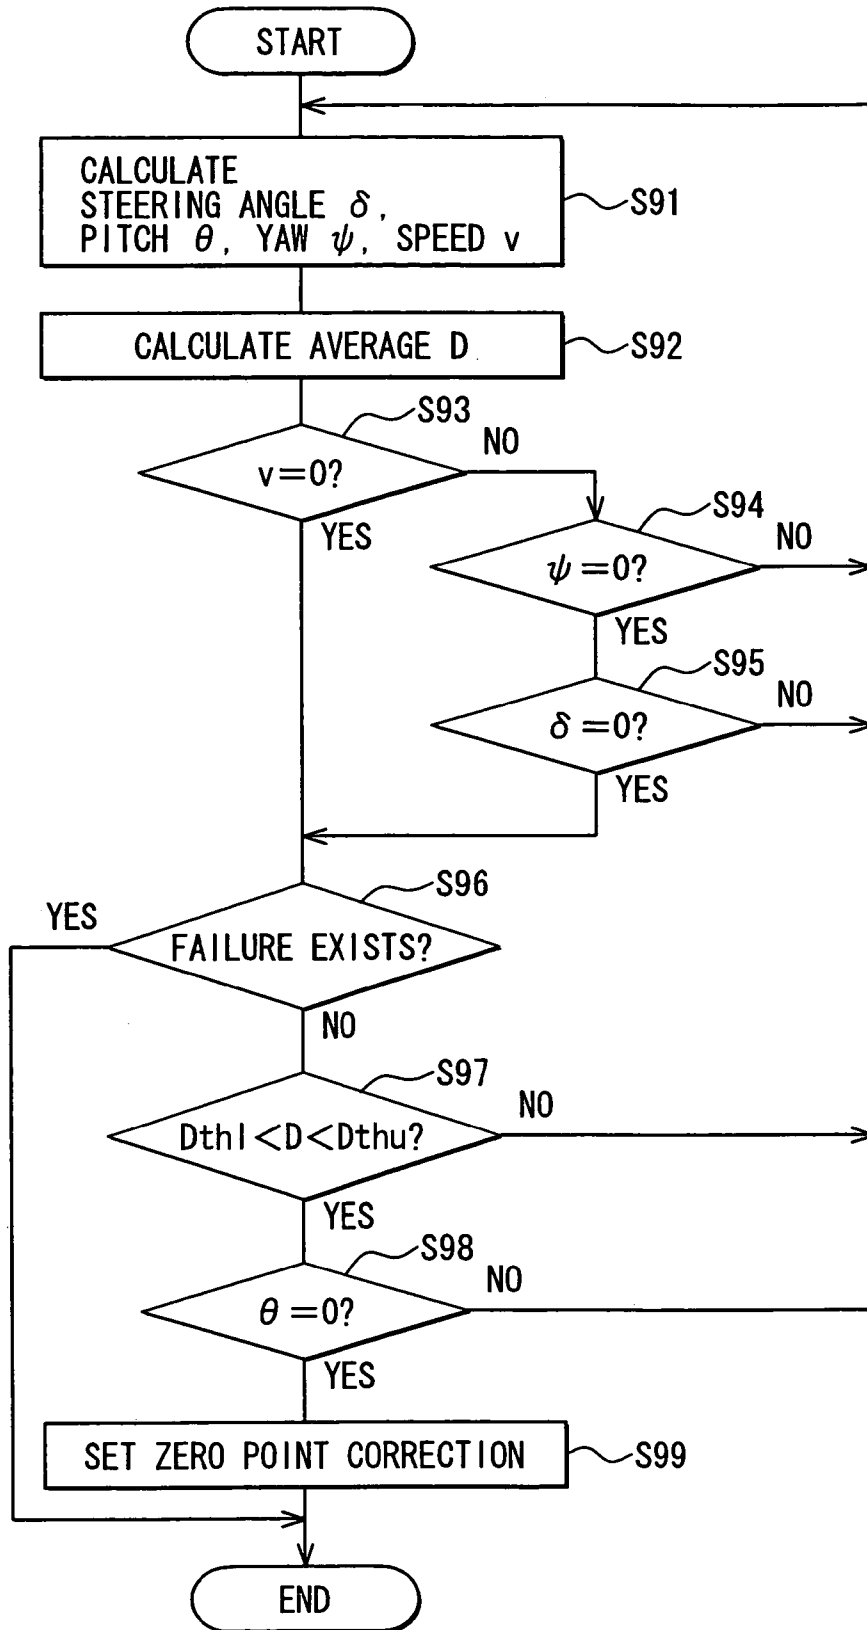 START
CALCULATE
STEERING ANGLE δ,
PITCH θ, YAW ψ, SPEED v
S91
CALCULATE AVERAGE D
S92
S93
v=0?
NO
YES
S94
ψ=0?
NO
YES
S95
δ=0?
NO
YES
S96
YES
FAILURE EXISTS?
NO
S97
Dthl<D<Dthu?
NO
YES
S98
θ=0?
NO
YES
SET ZERO POINT CORRECTION
S99
END